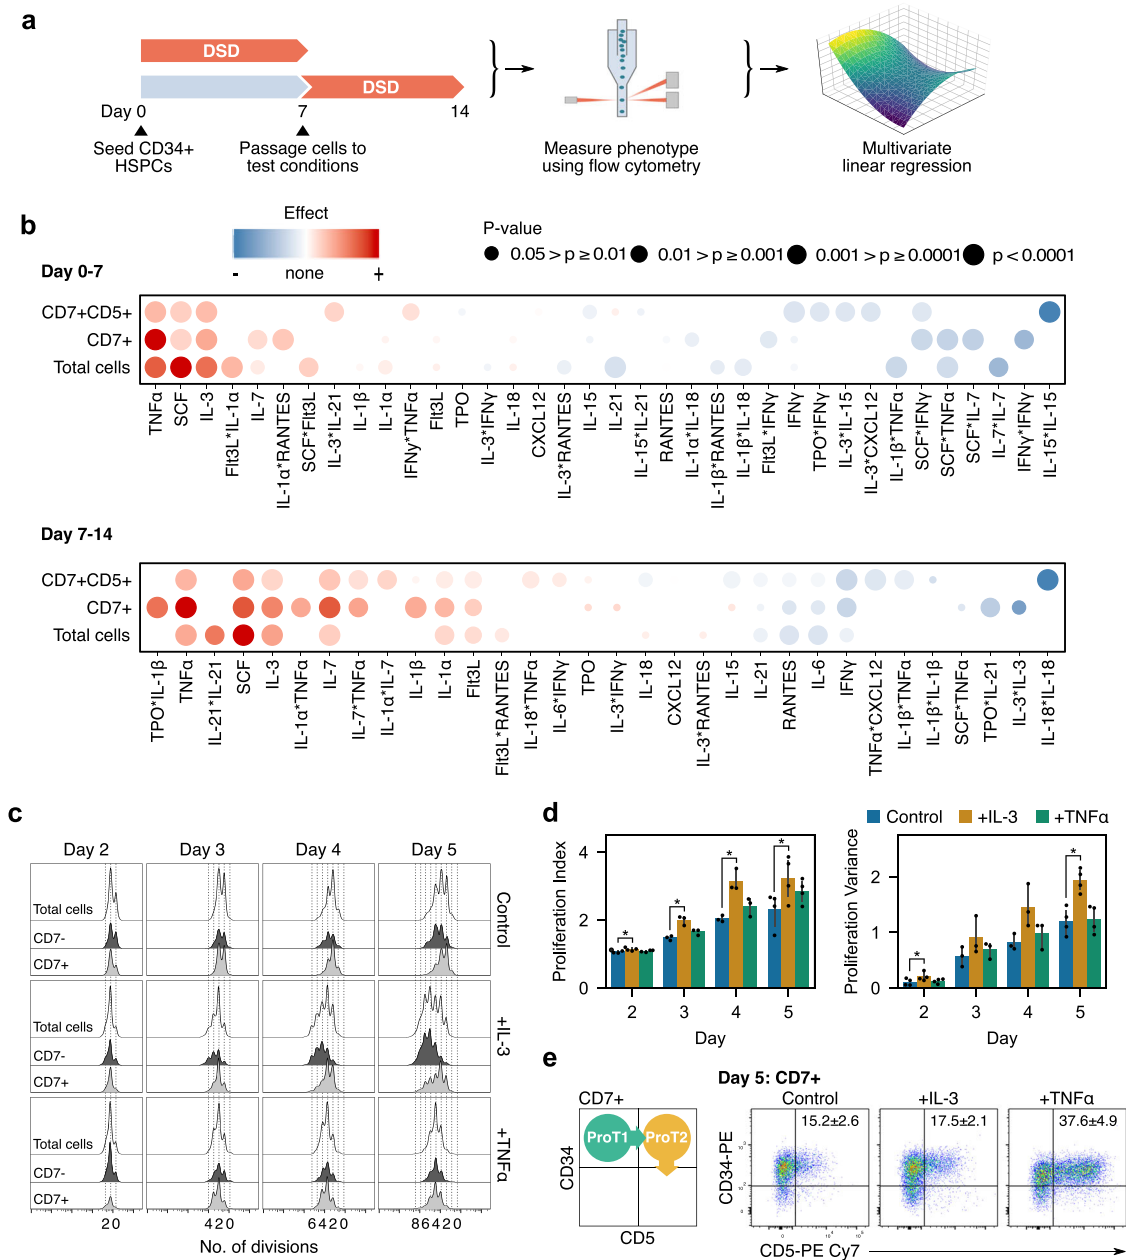 a
DSD
DSD
Day 0
7
14
Seed CD34+
HSPCs
Passage cells to
test conditions
Measure phenotype
using flow cytometry
Multivariate
linear regression
b
Effect
-
none
+
P-value
0.05 > p ≥ 0.01
0.01 > p ≥ 0.001
0.001 > p ≥ 0.0001
p < 0.0001
Day 0-7
CD7+CD5+
CD7+
Total cells
TNFα
SCF
IL-3
Flt3L*IL-1α
IL-7
IL-1α*RANTES
SCF*Flt3L
IL-3*IL-21
IL-1β
IL-1α
IFNγ*TNFα
Flt3L
TPO
IL-3*IFNγ
IL-18
CXCL12
IL-3*RANTES
IL-15
IL-21
IL-15*IL-21
RANTES
IL-1α*IL-18
IL-1β*RANTES
IL-1β*IL-18
Flt3L*IFNγ
IFNγ
TPO*IFNγ
IL-3*IL-15
IL-3*CXCL12
IL-1β*TNFα
SCF*IFNγ
SCF*TNFα
SCF*IL-7
IL-7*IL-7
IFNγ*IFNγ
IL-15*IL-15
Day 7-14
CD7+CD5+
CD7+
Total cells
TPO*IL-1β
TNFα
IL-21*IL-21
SCF
IL-3
IL-1α*TNFα
IL-7
IL-7*TNFα
IL-1α*IL-7
IL-1β
IL-1α
Flt3L
Flt3L*RANTES
IL-18*TNFα
IL-6*IFNγ
TPO
IL-3*IFNγ
IL-18
CXCL12
IL-3*RANTES
IL-15
IL-21
RANTES
IL-6
IFNγ
TNFα*CXCL12
IL-1β*TNFα
IL-1β*IL-1β
SCF*TNFα
TPO*IL-21
IL-3*IL-3
IL-18*IL-18
c
Day 2
Day 3
Day 4
Day 5
Total cells
CD7-
CD7+
Control
Total cells
CD7-
CD7+
+IL-3
Total cells
CD7-
CD7+
+TNFα
2 0
4 2 0
6 4 2 0
8 6 4 2 0
No. of divisions
d
Control
+IL-3
+TNFα
Proliferation Index
4
2
0
*
*
*
*
2
3
4
5
Day
Proliferation Variance
2
1
0
*
*
2
3
4
5
Day
e
CD7+
ProT1
ProT2
CD34
CD5
Day 5: CD7+
Control
+IL-3
+TNFα
15.2±2.6
17.5±2.1
37.6±4.9
CD34-PE
CD5-PE Cy7